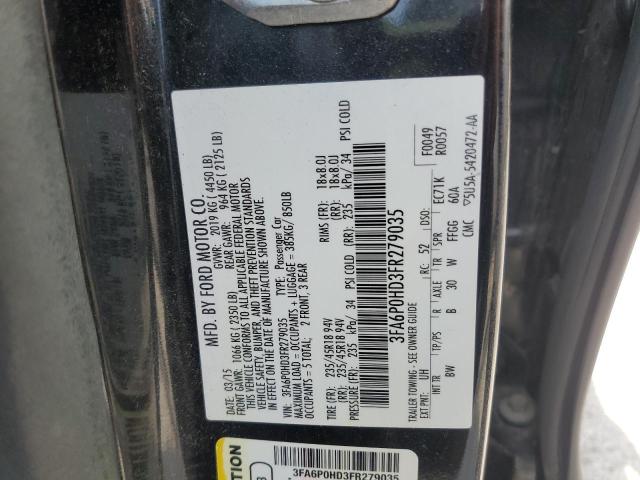 MFD. BY FORD MOTOR CO.
DATE: 03/15 GVWR: 2019 KG ( 4450 LB)
FRONT GAWR: 1066 KG ( 2350 LB) REAR GAWR: 964 KG ( 2125 LB)
THIS VEHICLE CONFORMS TO ALL APPLICABLE FEDERAL MOTOR
VEHICLE SAFETY, BUMPER, AND THEFT PREVENTION STANDARDS
IN EFFECT ON THE DATE OF MANUFACTURE SHOWN ABOVE.
VIN: 3FA6P0HD3FR279035 TYPE: Passenger Car
MAXIMUM LOAD = OCCUPANTS + LUGGAGE = 385KG/ 850LB
OCCUPANTS = 5 TOTAL: 2 FRONT, 3 REAR
TIRE (FR): 235/45R18 94V RIMS (FR): 18x8.0J
235/45R18 94V (RR): 18x8.0J
PRESSURE (FR): 235 kPa/ 34 PSI COLD (RR): 235 kPa/ 34 PSI COLD
3FA6P0HD3FR279035
TRAILER TOWING - SEE OWNER GUIDE
F0049
R0057
EXT PNT: UH RC: 52 DSO: EC71K
INT TR TP/PS R AXLE TR SPR 60A
BW B 30 W FFGG
CMC 5U5A-5420472-AA
3FA6P0HD3FR279035